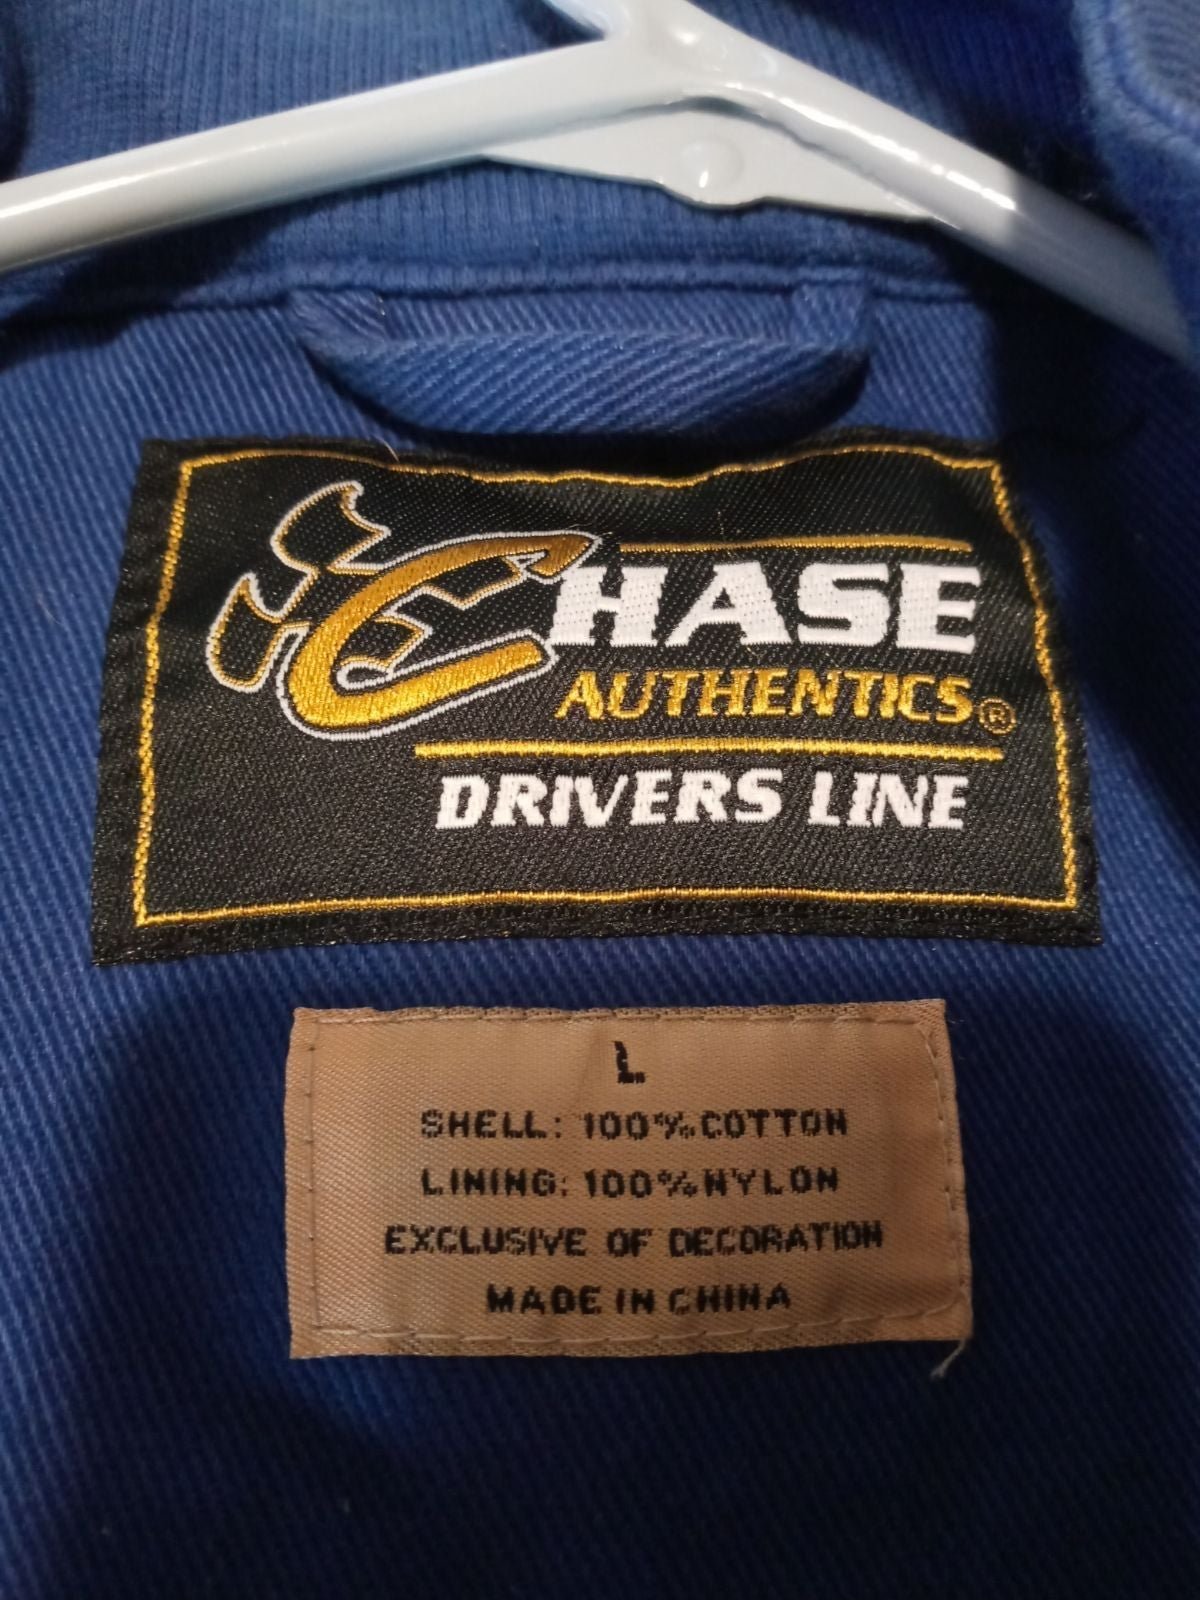 CHASE
AUTHENTICS®
DRIVERS LINE
L
SHELL: 100% COTTON
LINING: 100% NYLON
EXCLUSIVE OF DECORATION
MADE IN CHINA